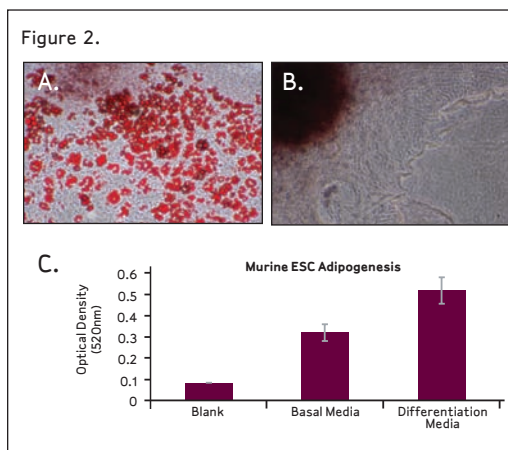 Figure 2.
A.
B.
C.
Murine ESC Adipogenesis
Optical Density
(520nm)
0.6
0.5
0.4
0.3
0.2
0.1
0
Blank
Basal Media
Differentiation
Media